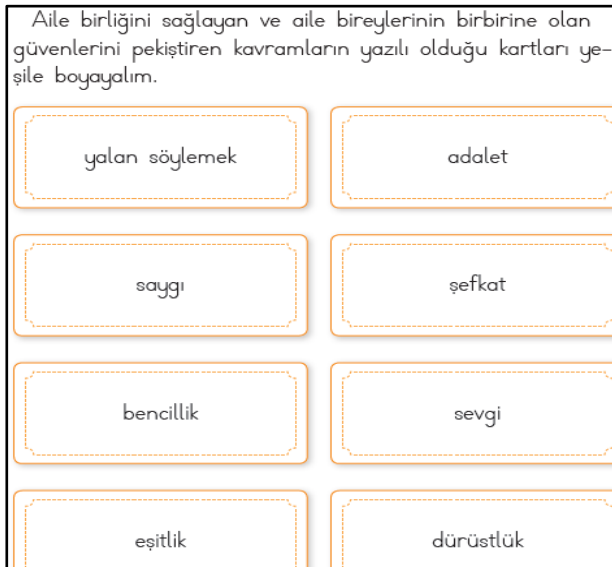 Aile birliğini sağlayan ve aile bireylerinin birbirine olan
güvenlerini pekiştiren kavramların yazılı olduğu kartları ye-
şile boyayalım.
yalan söylemek
adalet
saygı
şefkat
bencillik
sevgi
eşitlik
dürüstlük